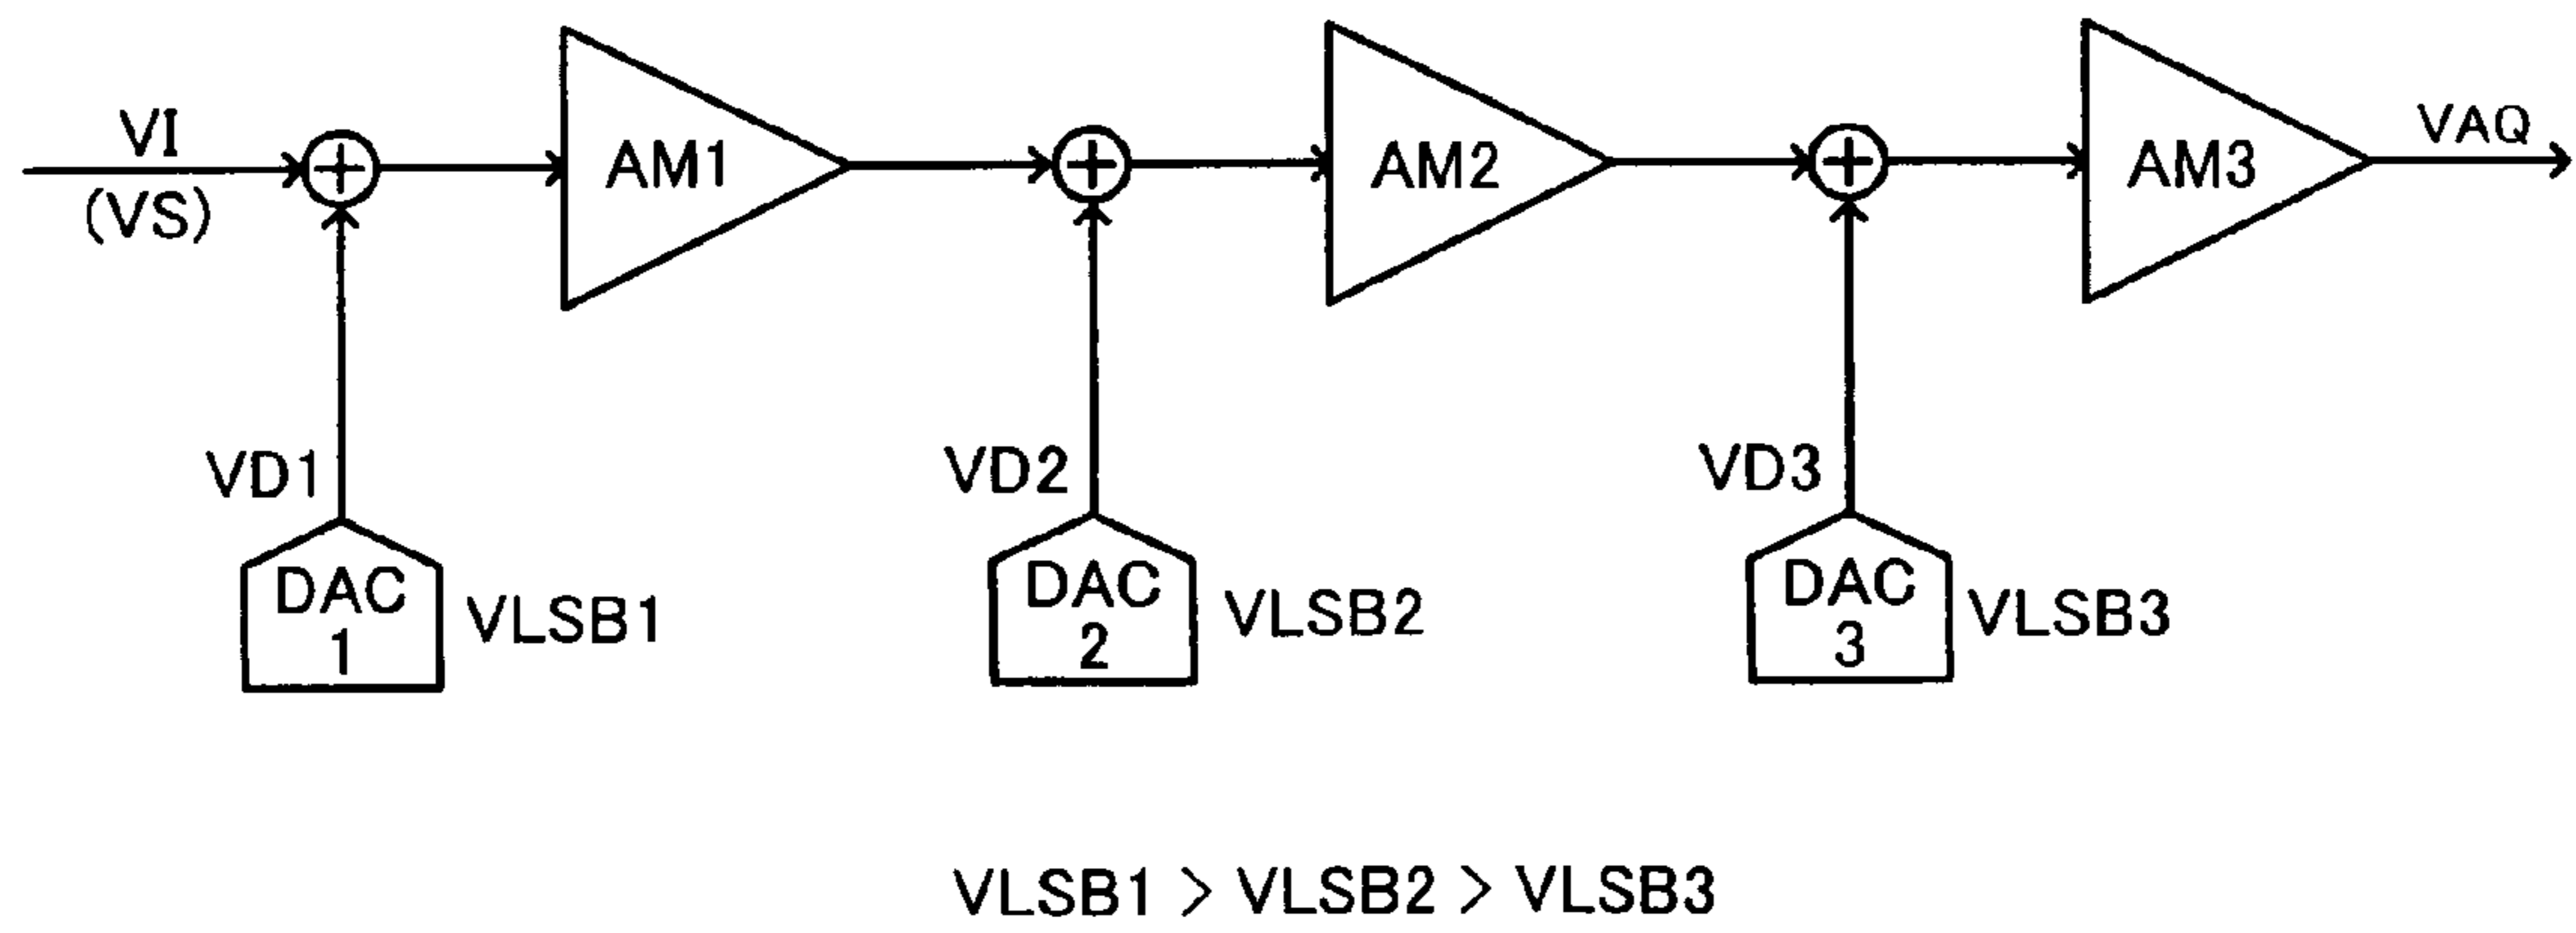 VI
(VS)
AM1
AM2
AM3
VAQ
VD1
VD2
VD3
DAC
1
VLSB1
DAC
2
VLSB2
DAC
3
VLSB3
VLSB1 > VLSB2 > VLSB3